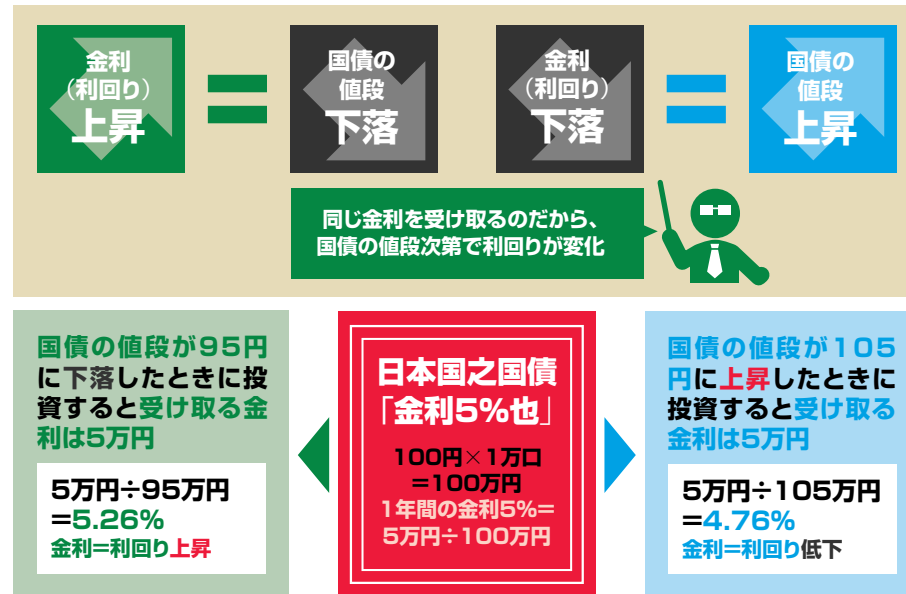 金利
（利回り）
上昇
＝
国債の
値段
下落
金利
（利回り）
下落
＝
国債の
値段
上昇
同じ金利を受け取るのだから、
国債の値段次第で利回りが変化
国債の値段が95円
に下落したときに投
資すると受け取る金
利は5万円
5万円÷95万円
＝5.26%
金利＝利回り上昇
日本国之国債
「金利5%也」
100円×1万口
＝100万円
1年間の金利5%＝
5万円÷100万円
国債の値段が105
円に上昇したときに
投資すると受け取る
金利は5万円
5万円÷105万円
＝4.76%
金利＝利回り低下